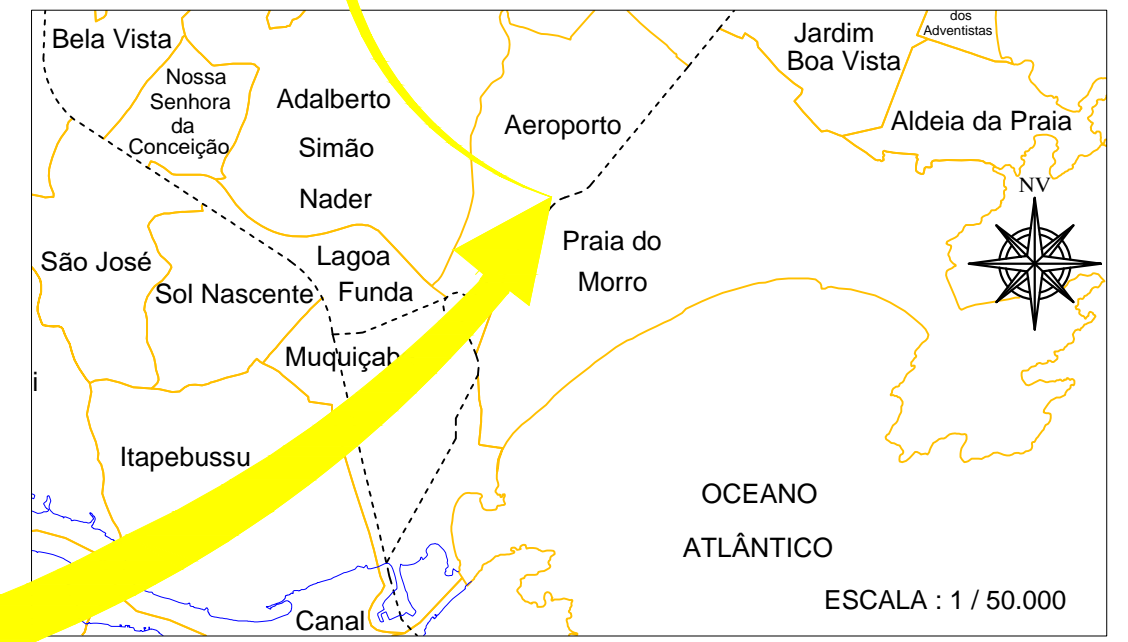 Bela Vista
Nossa
Senhora
da
Conceição
Adalberto
Simão
Nader
Aeroporto
Jardim
Boa Vista
dos
Adventistas
Aldeia da Praia
NV
São José
Sol Nascente
Lagoa
Funda
Praia do
Morro
Muquiçab
i
Itapebussu
OCEANO
ATLÂNTICO
Canal
ESCALA : 1 / 50.000